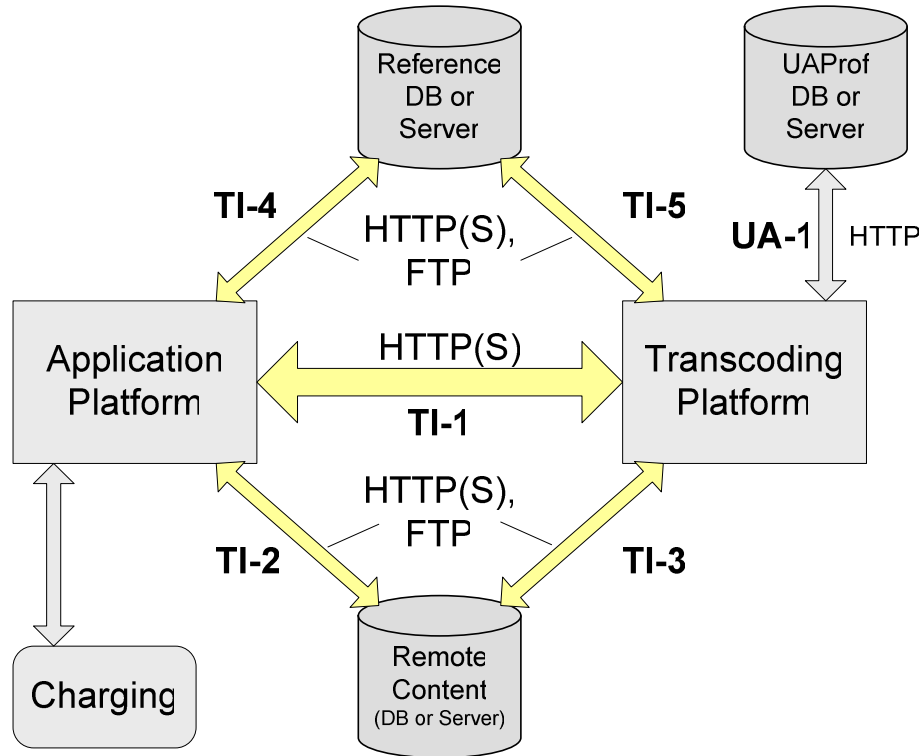 Reference
DB or
Server
UAProf
DB or
Server
TI-4
HTTP(S),
FTP
TI-5
UA-1
HTTP
Application
Platform
HTTP(S)
TI-1
Transcoding
Platform
HTTP(S),
FTP
TI-2
TI-3
Charging
Remote
Content
(DB or Server)